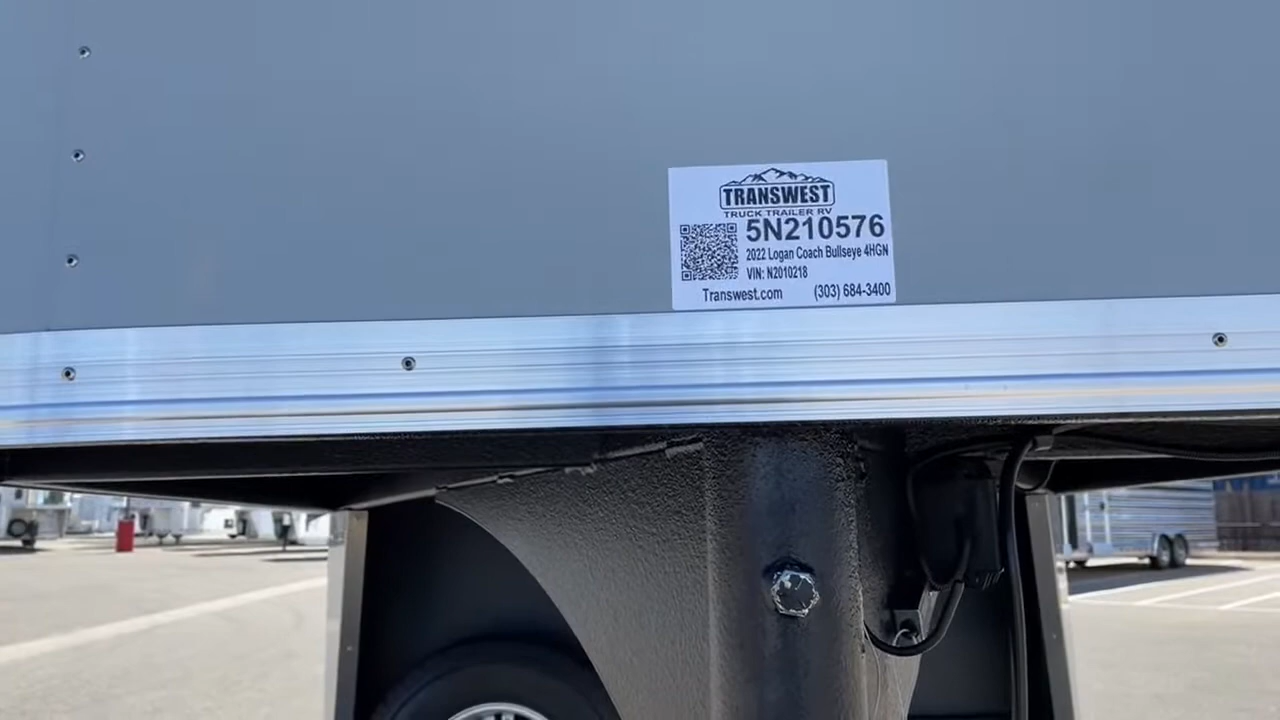 TRANSWEST
TRUCK TRAILER RV
5N210576
2022 Logan Coach Bullseye 4HGN
VIN: N2010218
Transwest.com (303) 684-3400